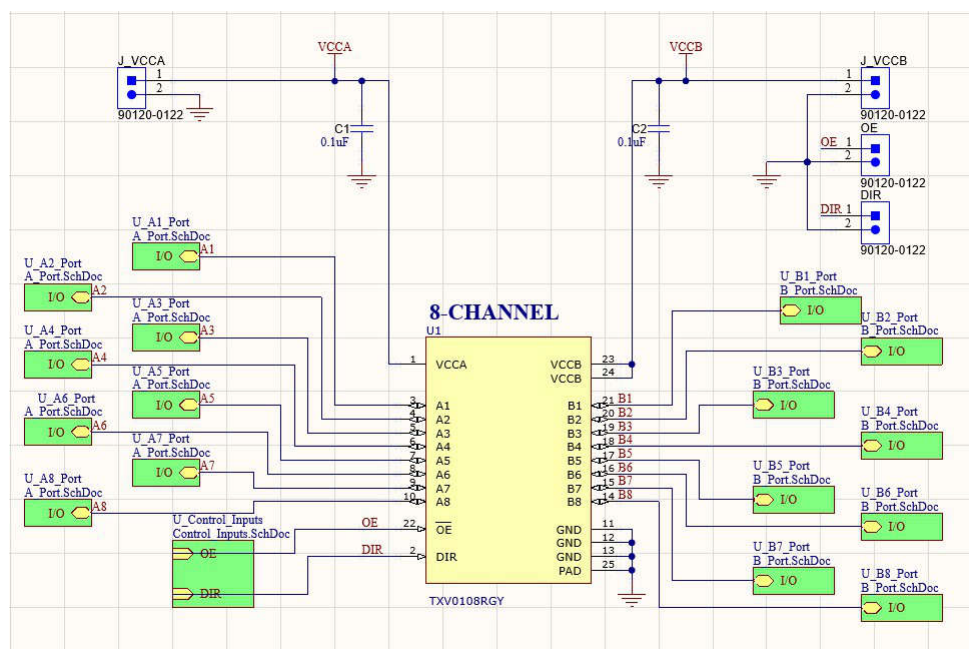 VCCA
VCCB
J_VCCA
1
2
90120-0122
J_VCCB
1
2
90120-0122
C1
0.1uF
C2
0.1uF
OE
OE 1
2
90120-0122
DIR
DIR 1
2
90120-0122
U_A1_Port
A_Port.SchDoc
I/O
A1
U_A2_Port
A_Port.SchDoc
I/O
A2
U_A3_Port
A_Port.SchDoc
I/O
A3
U_A4_Port
A_Port.SchDoc
I/O
A4
U_A5_Port
A_Port.SchDoc
I/O
A5
U_A6_Port
A_Port.SchDoc
I/O
A6
U_A7_Port
A_Port.SchDoc
I/O
A7
U_A8_Port
A_Port.SchDoc
I/O
A8
U_Control_Inputs
Control_Inputs.SchDoc
OE
DIR
OE
DIR
8-CHANNEL
U1
1 VCCA
3 A1
4 A2
5 A3
6 A4
7 A5
8 A6
9 A7
10 A8
22 OE
2 DIR
VCCB 23
VCCB 24
B1 21 B1
B2 20 B2
B3 19 B3
B4 18 B4
B5 17 B5
B6 16 B6
B7 15 B7
B8 14 B8
GND 11
GND 12
GND 13
PAD 25
TXV0108RGY
U_B1_Port
B_Port.SchDoc
I/O
U_B2_Port
B_Port.SchDoc
I/O
U_B3_Port
B_Port.SchDoc
I/O
U_B4_Port
B_Port.SchDoc
I/O
U_B5_Port
B_Port.SchDoc
I/O
U_B6_Port
B_Port.SchDoc
I/O
U_B7_Port
B_Port.SchDoc
I/O
U_B8_Port
B_Port.SchDoc
I/O